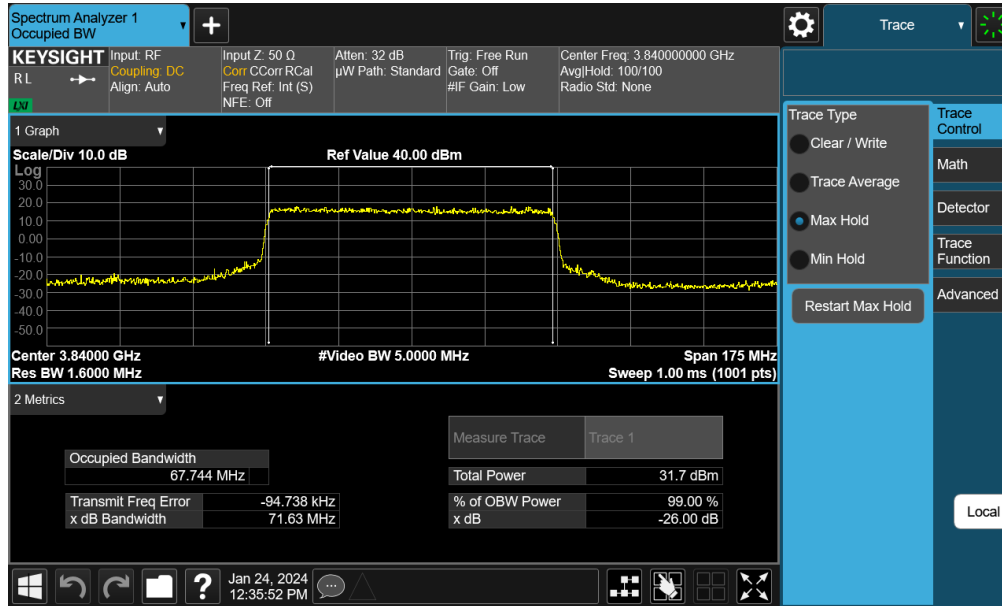 Spectrum Analyzer 1
Occupied BW
+
Trace
KEYSIGHT
R L
LXI
Input: RF
Coupling: DC
Align: Auto
Input Z: 50 Ω
Corr CCorr RCal
Freq Ref: Int (S)
NFE: Off
Atten: 32 dB
µW Path: Standard
Trig: Free Run
Gate: Off
#IF Gain: Low
Center Freq: 3.840000000 GHz
Avg|Hold: 100/100
Radio Std: None
1 Graph
Scale/Div 10.0 dB
Ref Value 40.00 dBm
Log
30.0
20.0
10.0
0.00
-10.0
-20.0
-30.0
-40.0
-50.0
Center 3.84000 GHz
#Video BW 5.0000 MHz
Span 175 MHz
Res BW 1.6000 MHz
Sweep 1.00 ms (1001 pts)
2 Metrics
Measure Trace
Trace 1
Occupied Bandwidth
67.744 MHz
Total Power
31.7 dBm
Transmit Freq Error
-94.738 kHz
% of OBW Power
99.00 %
x dB Bandwidth
71.63 MHz
x dB
-26.00 dB
Trace Type
Clear / Write
Trace Average
Max Hold
Min Hold
Restart Max Hold
Trace
Control
Math
Detector
Trace
Function
Advanced
Local
?
Jan 24, 2024
12:35:52 PM